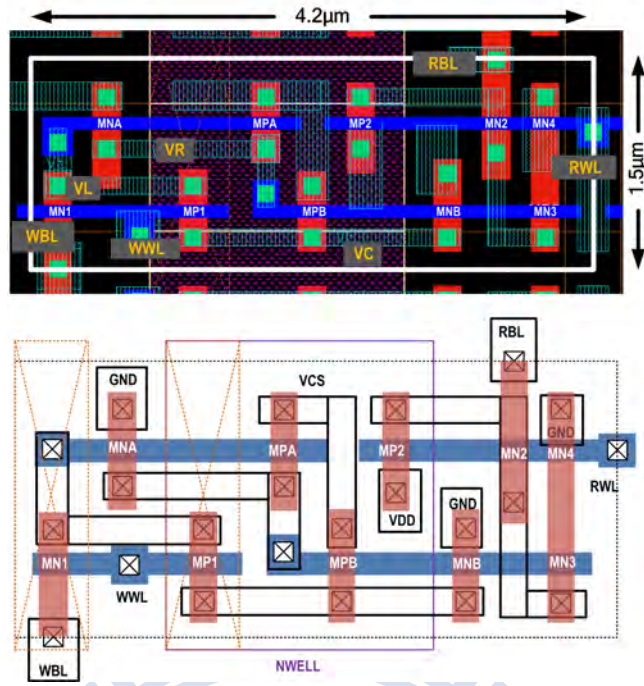 4.2μm
RBL
MNA
MPA
MP2
MN2
MN4
VR
RWL
1.5μm
VL
MN1
MP1
MPB
MNB
MN3
WBL
WWL
VC
RBL
GND
VCS
MNA
MPA
MP2
MN2
GND
MN4
RWL
VDD
GND
MN1
MP1
MPB
MNB
MN3
WWL
WBL
NWELL